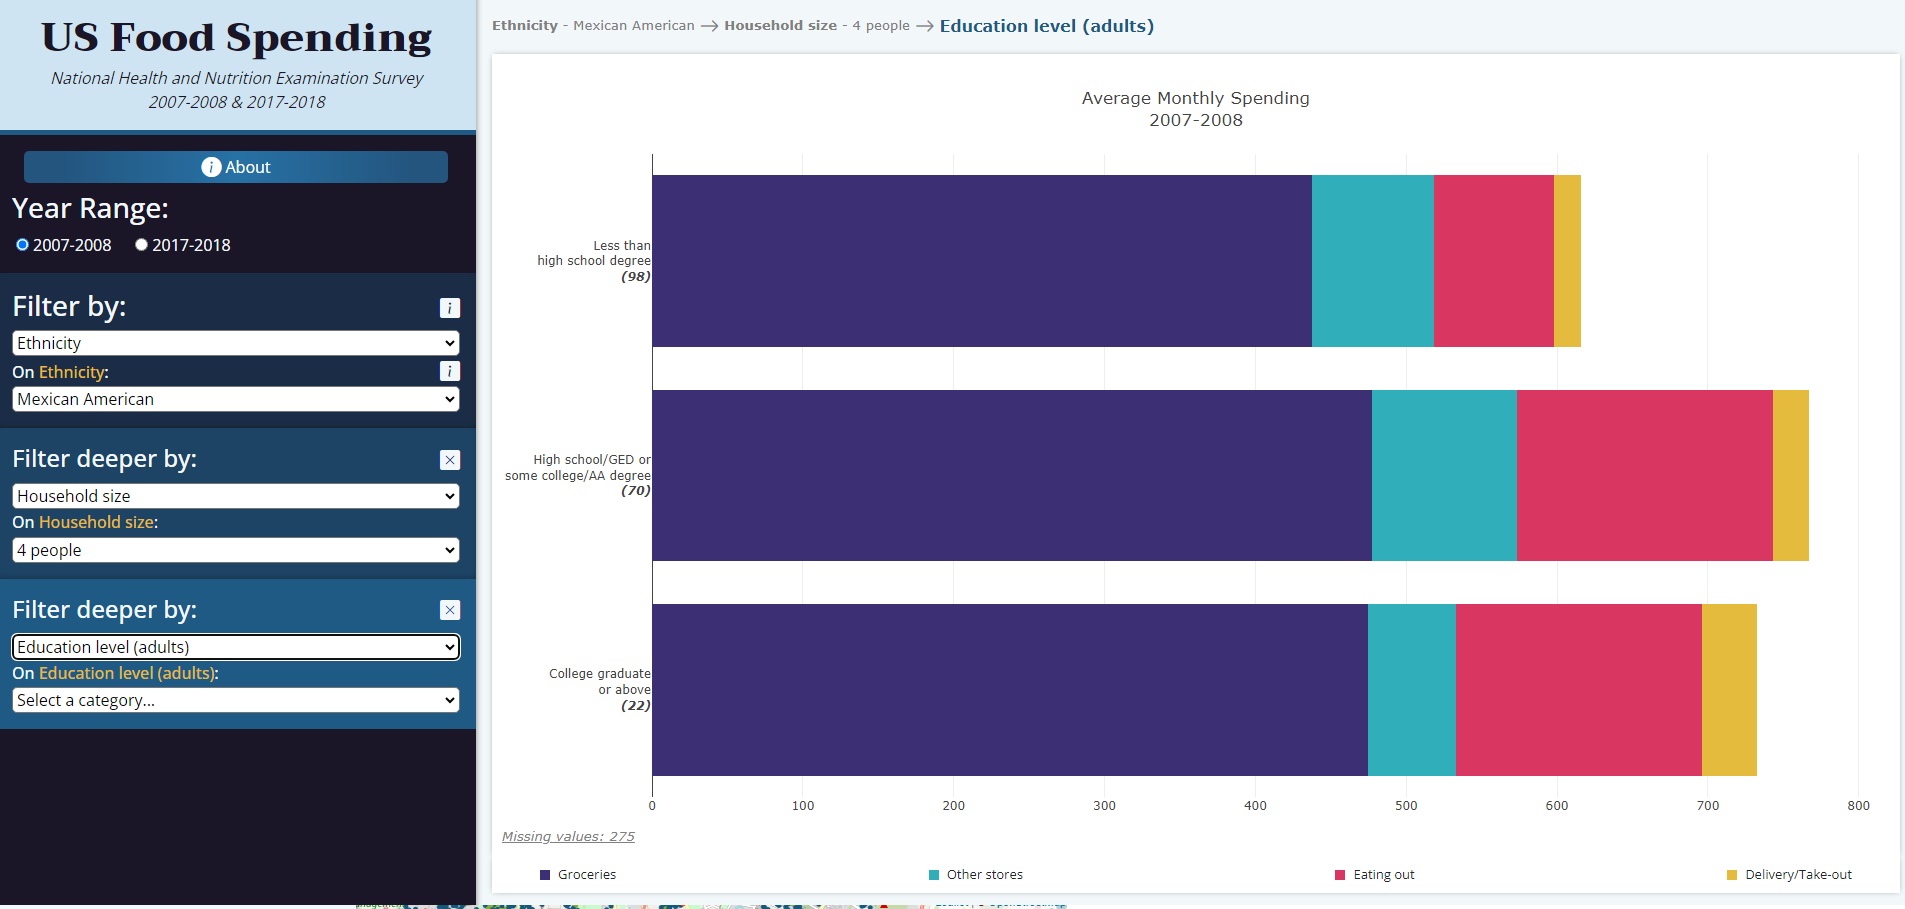 US Food Spending
National Health and Nutrition Examination Survey
2007-2008 & 2017-2018
i About
Year Range:
2007-2008 2017-2018
Filter by:
i
Ethnicity
On Ethnicity:
i
Mexican American
Filter deeper by:
Household size
On Household size:
4 people
Filter deeper by:
Education level (adults)
On Education level (adults):
Select a category...
Ethnicity - Mexican American → Household size - 4 people → Education level (adults)
Average Monthly Spending
2007-2008
Less than
high school degree
(98)
High school/GED or
some college/AA degree
(70)
College graduate
or above
(22)
0 100 200 300 400 500 600 700 800
Missing values: 275
Groceries Other stores Eating out Delivery/Take-out